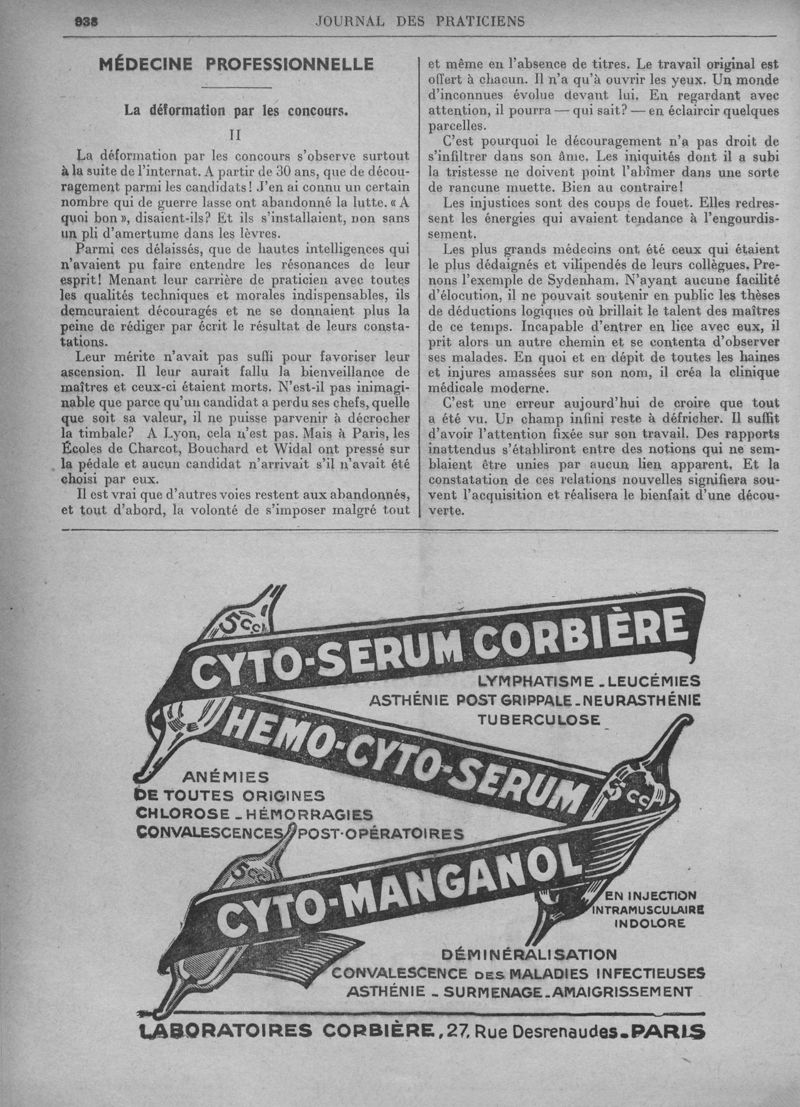 938
JOURNAL DES PRATICIENS
MÉDECINE PROFESSIONNELLE
La déformation par les concours.
II
La déformation par les concours s'observe surtout
à la suite de l'internat. A partir de 30 ans, que de décou-
ragement parmi les candidats! J'en ai connu un certain
nombre qui de guerre lasse ont abandonné la lutte. « A
quoi bon », disaient-ils? Et ils s'installaient, non sans
un pli d'amertume dans les lèvres.
Parmi ces délaissés, que de hautes intelligences qui
n'avaient pu faire entendre les résonances de leur
esprit! Menant leur carrière de praticien avec toutes
les qualités techniques et morales indispensables, ils
demeuraient découragés et ne se donnaient plus la
peine de rédiger par écrit le résultat de leurs consta-
tations.
Leur mérite n'avait pas suffi pour favoriser leur
ascension. Il leur aurait fallu la bienveillance de
maîtres et ceux-ci étaient morts. N'est-il pas inimagi-
nable que parce qu'un candidat a perdu ses chefs, quelle
que soit sa valeur, il ne puisse parvenir à décrocher
la timbale? A Lyon, cela n'est pas. Mais à Paris, les
Écoles de Charcot, Bouchard et Widal ont pressé sur
la pédale et aucun candidat n'arrivait s'il n'avait été
choisi par eux.
Il est vrai que d'autres voies restent aux abandonnés,
et tout d'abord, la volonté de s'imposer malgré tout
et même en l'absence de titres. Le travail original est
offert à chacun. Il n'a qu'à ouvrir les yeux. Un monde
d'inconnues évolue devant lui. En regardant avec
attention, il pourra — qui sait? — en éclaircir quelques
parcelles.
C'est pourquoi le découragement n'a pas droit de
s'infiltrer dans son âme. Les iniquités dont il a subi
la tristesse ne doivent point l'abîmer dans une sorte
de rancune muette. Bien au contraire!
Les injustices sont des coups de fouet. Elles redres-
sent les énergies qui avaient tendance à l'engourdis-
sement.
Les plus grands médecins ont été ceux qui étaient
le plus dédaignés et vilipendés de leurs collègues. Pre-
nons l'exemple de Sydenham. N'ayant aucune facilité
d'élocution, il ne pouvait soutenir en public les thèses
de déductions logiques où brillait le talent des maîtres
de ce temps. Incapable d'entrer en lice avec eux, il
prit alors un autre chemin et se contenta d'observer
ses malades. En quoi et en dépit de toutes les haines
et injures amassées sur son nom, il créa la clinique
médicale moderne.
C'est une erreur aujourd'hui de croire que tout
a été vu. Un champ infini reste à défricher. Il suffit
d'avoir l'attention fixée sur son travail. Des rapports
inattendus s'établiront entre des notions qui ne sem-
blaient être unies par aucun lien apparent. Et la
constatation de ces relations nouvelles signifiera sou-
vent l'acquisition et réalisera le bienfait d'une décou-
verte.
5cc.
CYTO-SERUM CORBIÈRE
LYMPHATISME - LEUCÉMIES
ASTHÉNIE POST GRIPPALE - NEURASTHÉNIE
TUBERCULOSE
HEMO-CYTO-SERUM
5cc.
ANÉMIES
DE TOUTES ORIGINES
CHLOROSE - HÉMORRAGIES
CONVALESCENCES POST-OPÉRATOIRES
5cc
CYTO-MANGANOL
EN INJECTION
INTRAMUSCULAIRE
INDOLORE
DÉMINÉRALISATION
CONVALESCENCE DES MALADIES INFECTIEUSES
ASTHÉNIE - SURMENAGE - AMAIGRISSEMENT
LABORATOIRES CORBIÈRE, 27, Rue Desrenaudes - PARIS